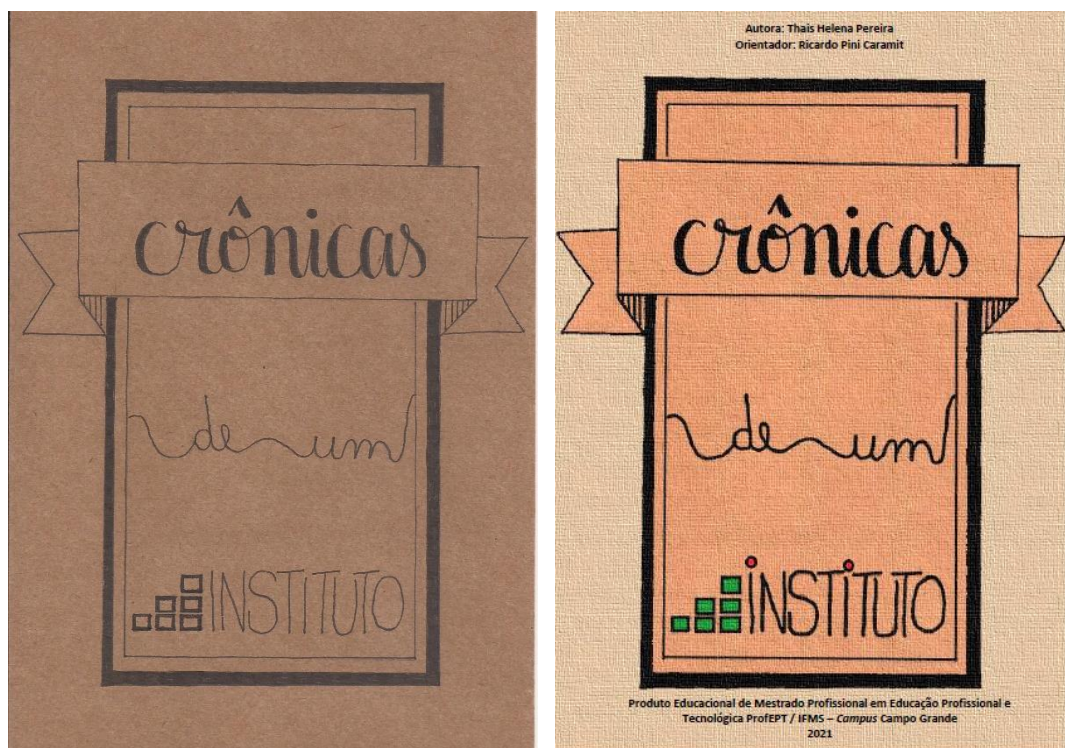 crônicas
de um
INSTITUTO
Autora: Thais Helena Pereira
Orientador: Ricardo Pini Caramit
crônicas
de um
iNSTiTUTO
Produto Educacional de Mestrado Profissional em Educação Profissional e
Tecnológica ProfEPT / IFMS – Campus Campo Grande
2021